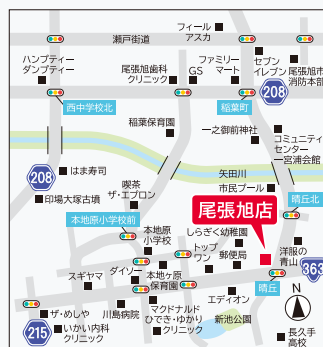 フィール
アスカ
瀬戸街道
ハンプティー
ダンプティー
尾張旭歯科
クリニック
GS
ファミリー
マート
セブン
イレブン
尾張旭市
消防本部
208
西中学校北
稲葉町
稲葉保育園
一之御前神社
コミュニティ
センター
一宮浦会館
はま寿司
208
印場大塚古墳
喫茶
ザ・エプロン
矢田川
市民プール
晴丘北
尾張旭店
本地原小学校前
本地原
小学校
しらぎく幼稚園
トップ
ワン
郵便局
洋服の
青山
363
スギヤマ
ダイソー
本地ヶ原
保育園
晴丘
エディオン
N
ザ・めしや
川島病院
マクドナルド
ひでき・ゆかり
クリニック
新池公園
215
いかい内科
クリニック
長久手
高校